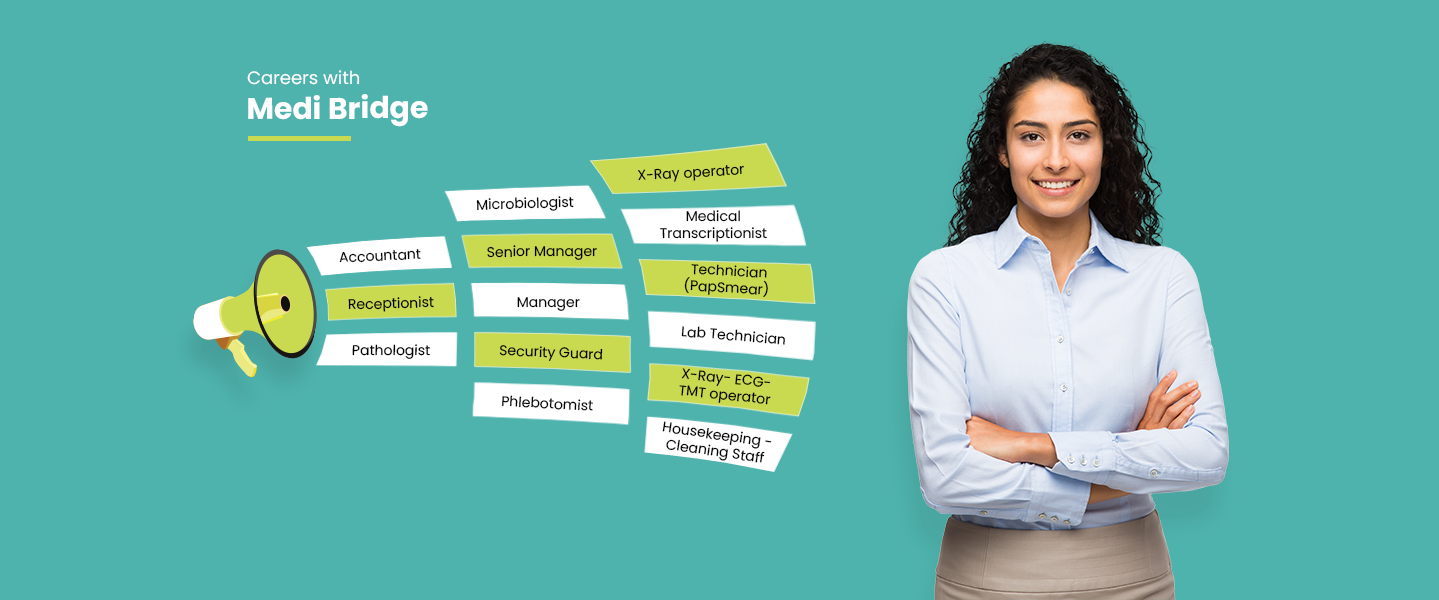 Careers with
Medi Bridge
Accountant
Receptionist
Pathologist
Microbiologist
Senior Manager
Manager
Security Guard
Phlebotomist
X-Ray operator
Medical
Transcriptionist
Technician
(PapSmear)
Lab Technician
X-Ray- ECG-
TMT operator
Housekeeping -
Cleaning Staff